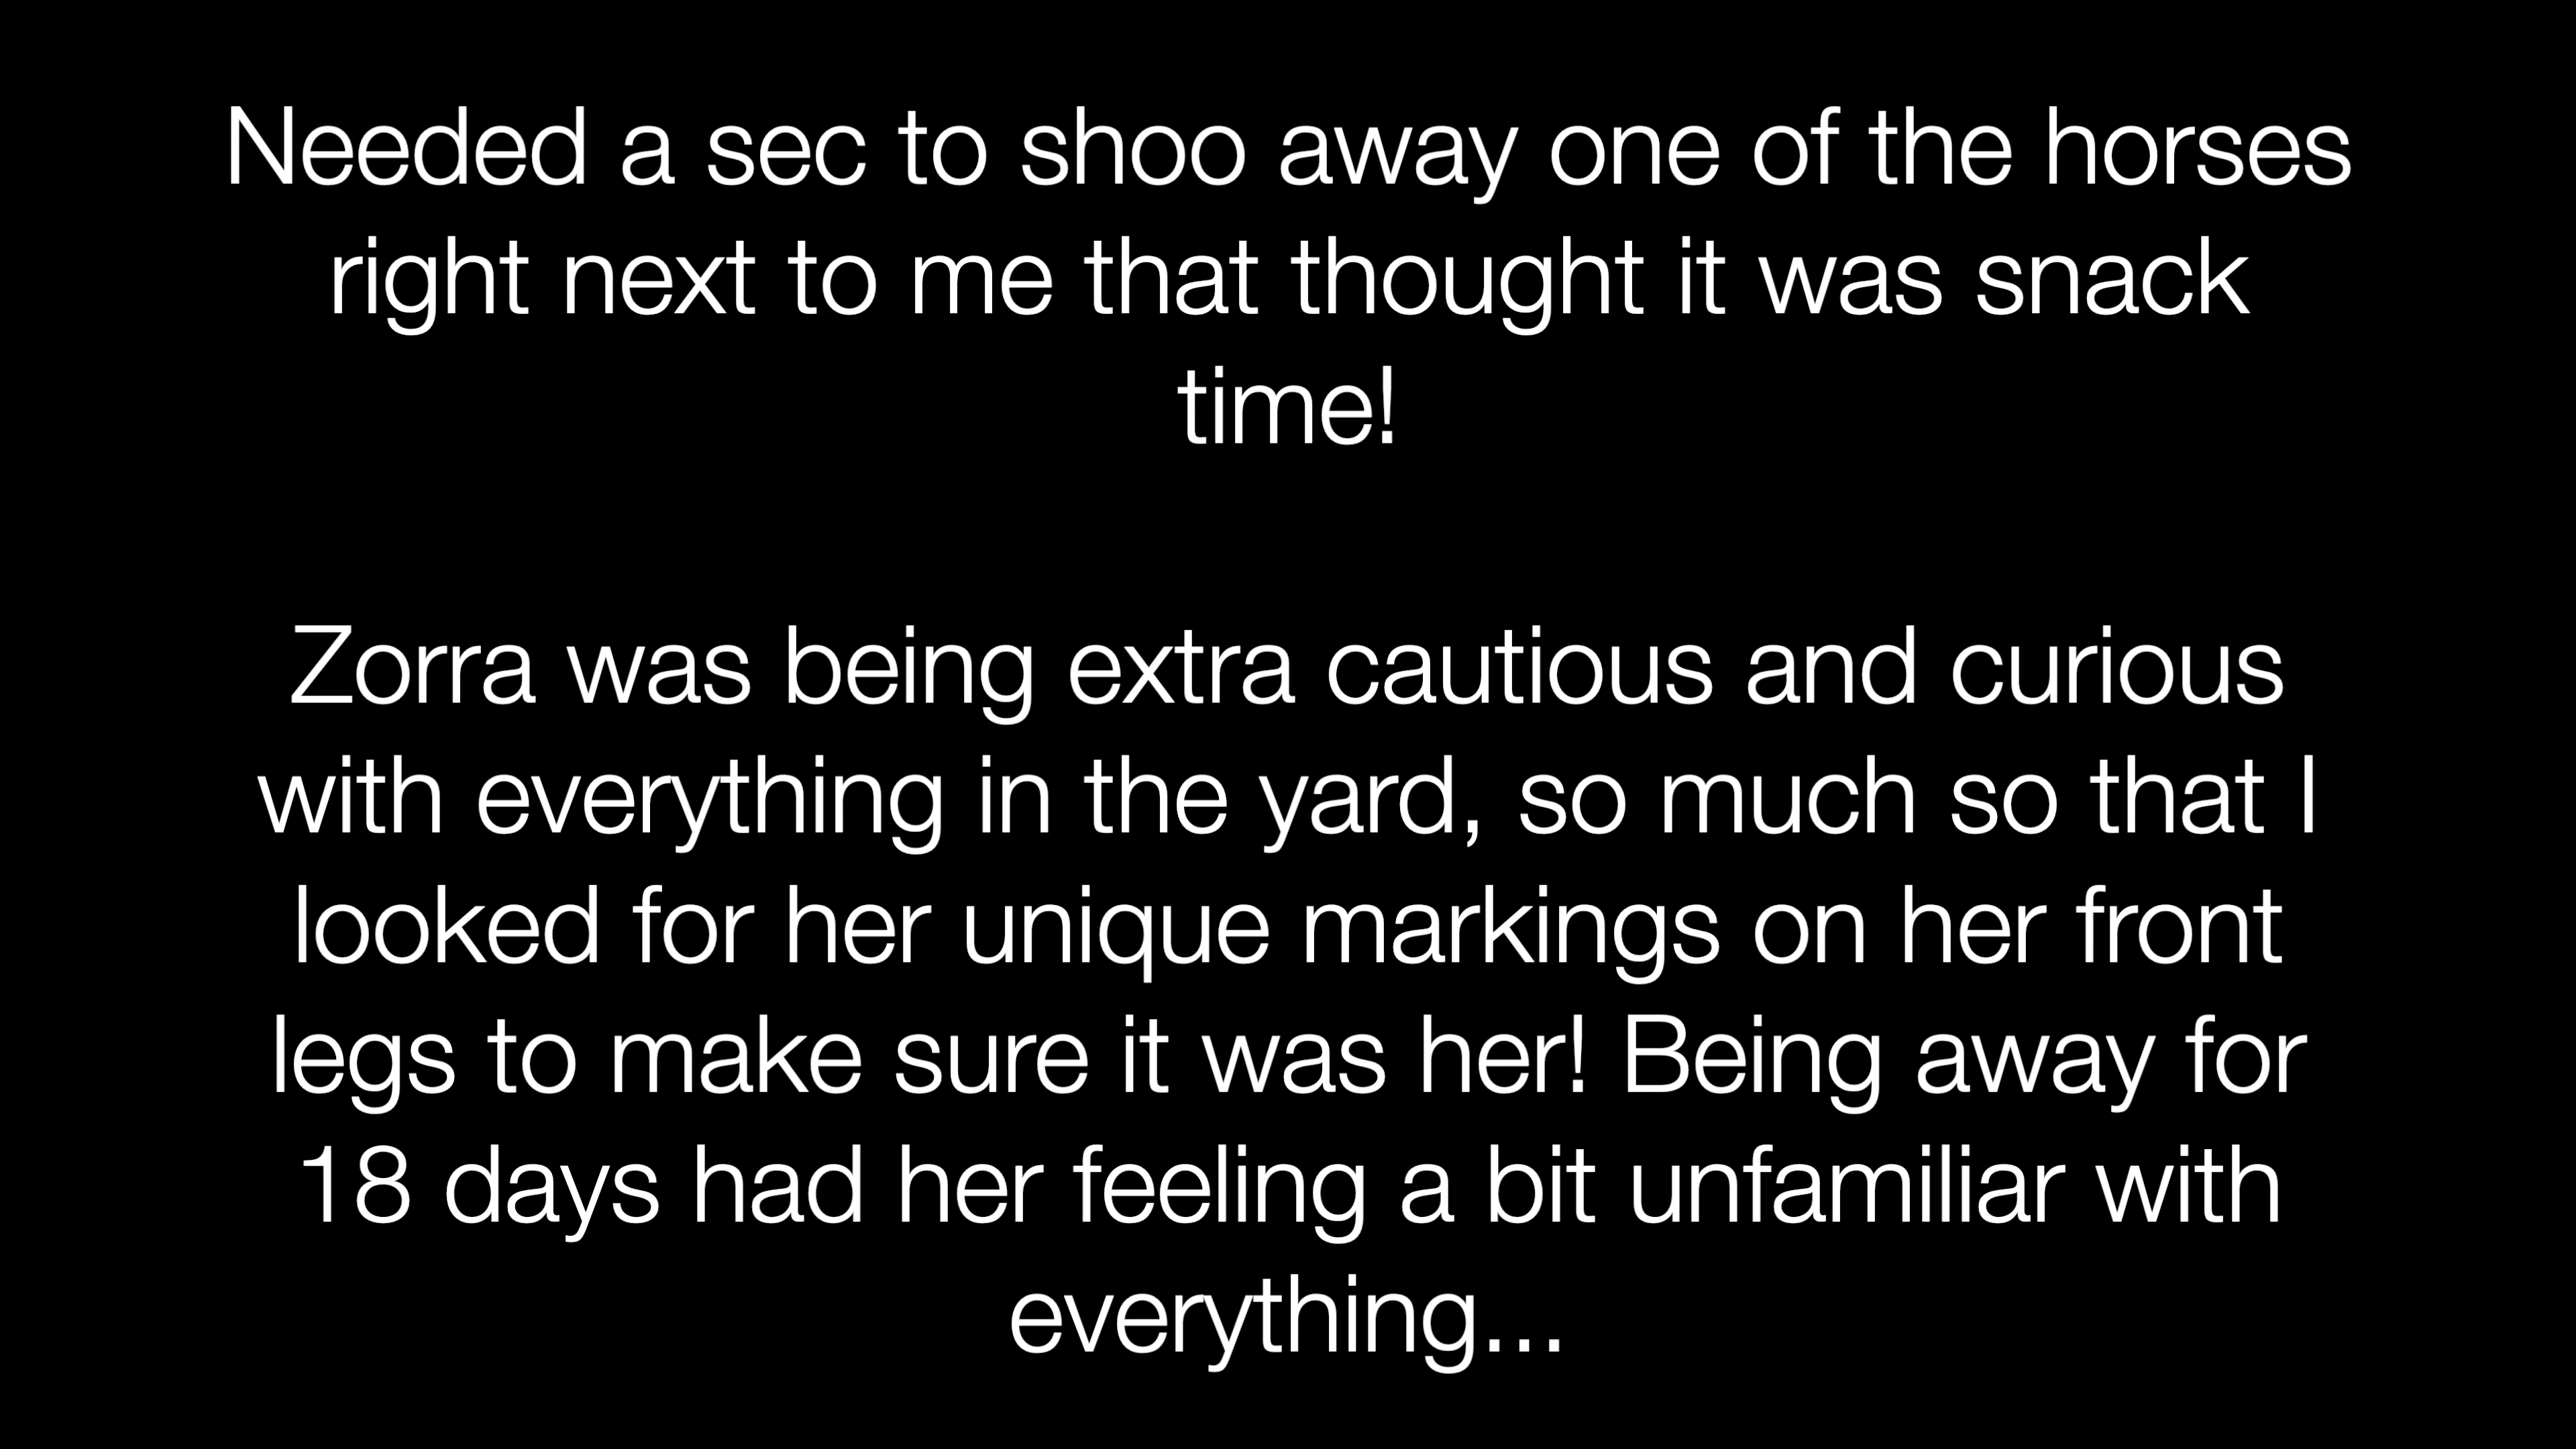 Needed a sec to shoo away one of the horses
right next to me that thought it was snack
time!
Zorra was being extra cautious and curious
with everything in the yard, so much so that I
looked for her unique markings on her front
legs to make sure it was her! Being away for
18 days had her feeling a bit unfamiliar with
everything...